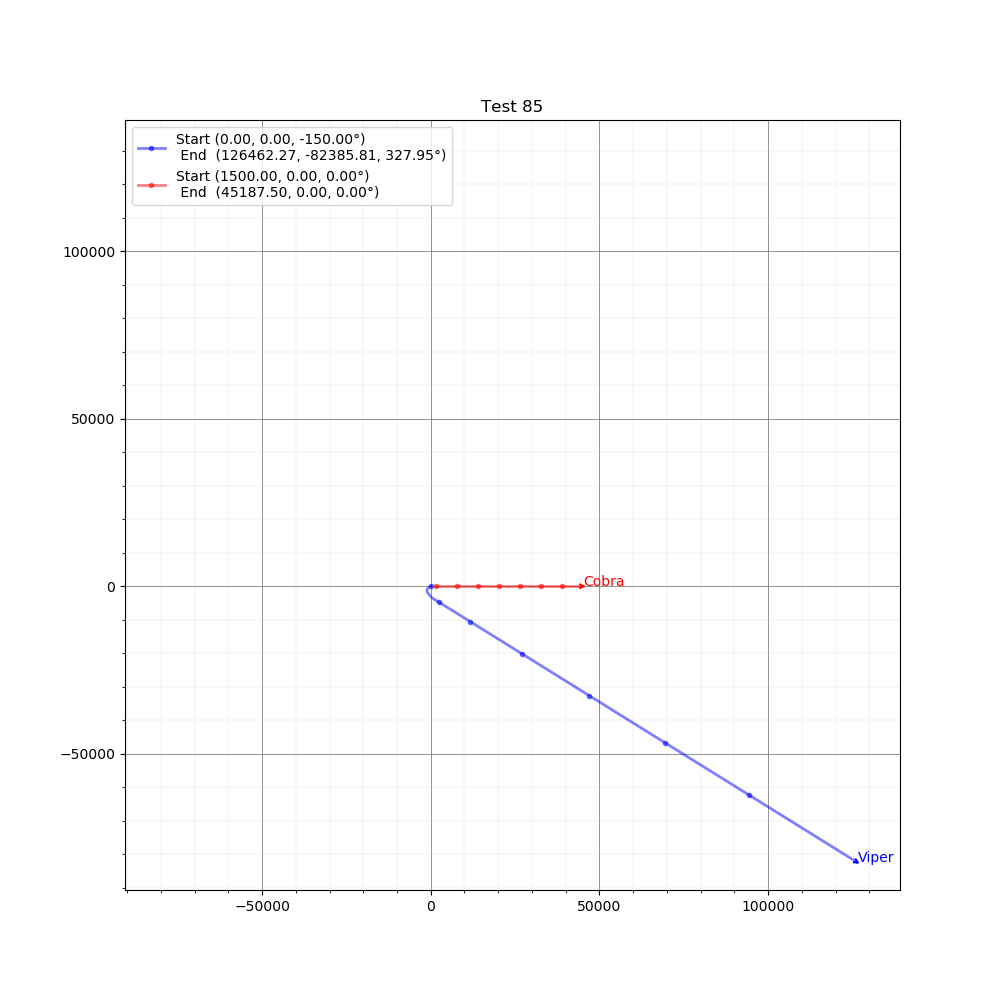 Test 85
Start (0.00, 0.00, -150.00°)
End (126462.27, -82385.81, 327.95°)
Start (1500.00, 0.00, 0.00°)
End (45187.50, 0.00, 0.00°)
100000
50000
0
−50000
Cobra
Viper
−50000
0
50000
100000